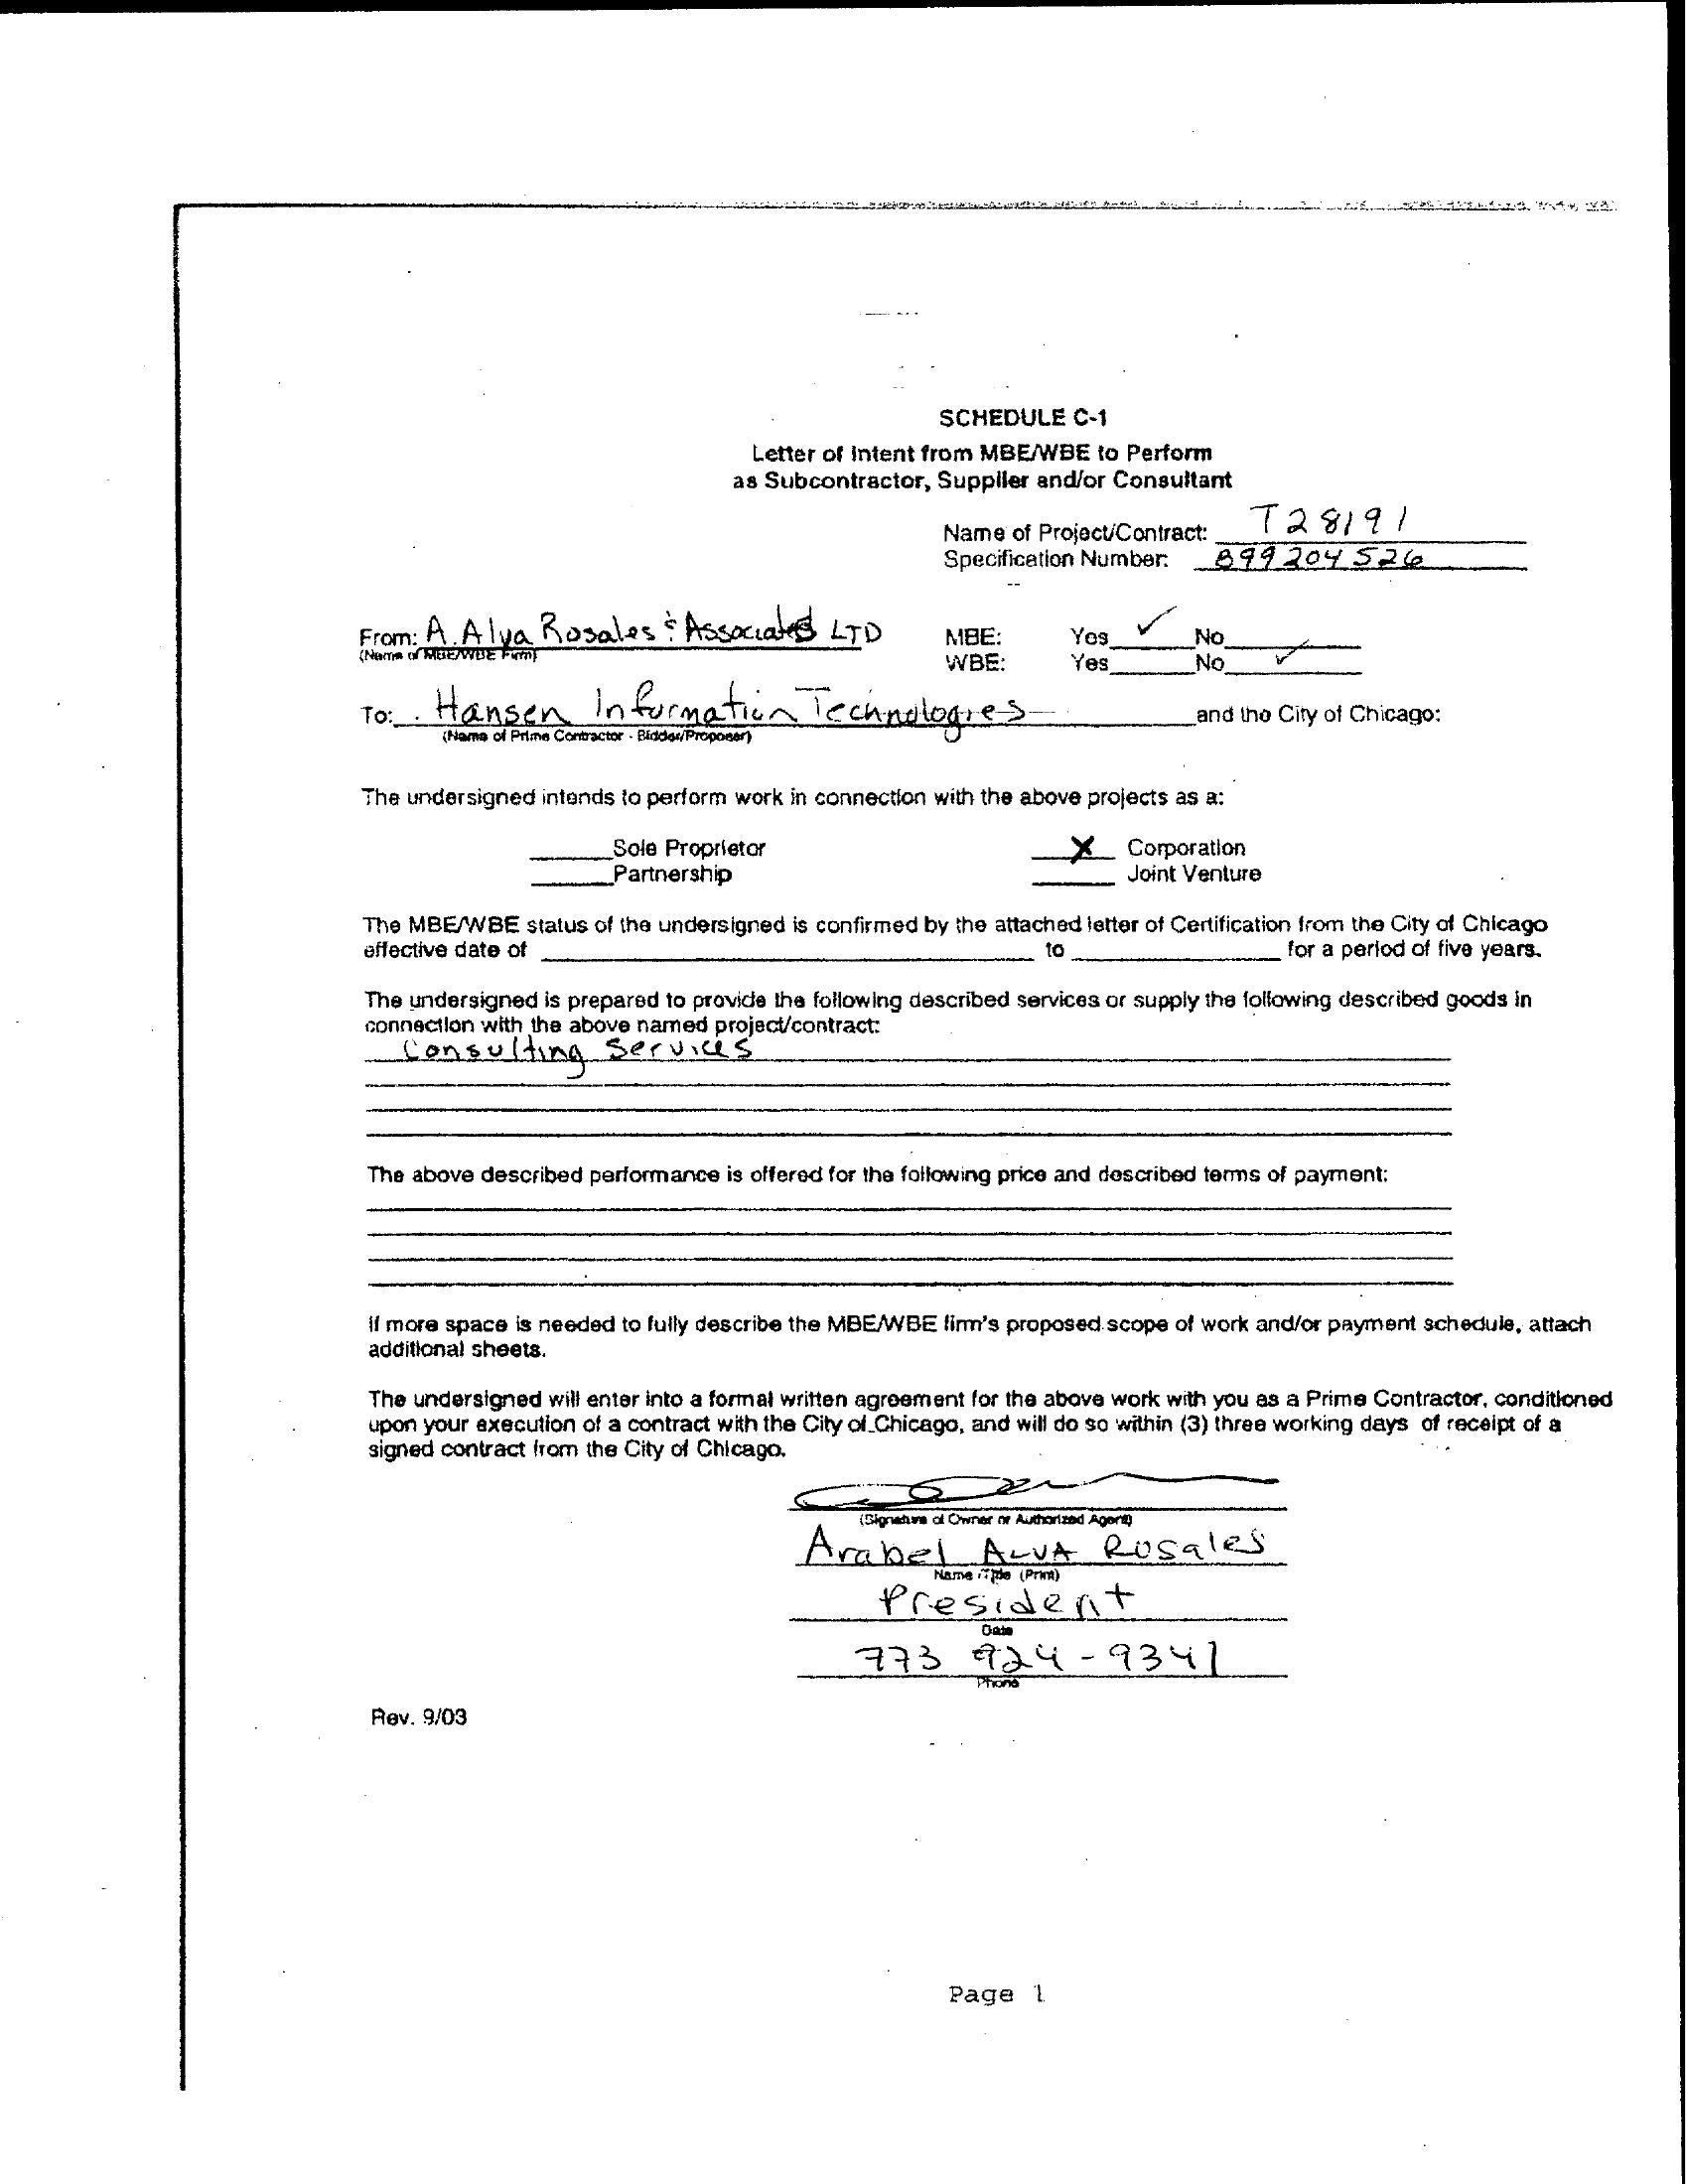 SCHEDULE C-1
Letter of Intent from MBE/WBE to Perform
as Subcontractor, Supplier and/or Consultant
Name of Project/Contract: T28191
Specification Number: B99204526
From: A. Alva Rosales & Associates LTD MBE: Yes ✓ No
(Name of MBE/WBE Firm) WBE: Yes No ✓
To: Hansen Information Technologies and the City of Chicago:
(Name of Prime Contractor - Bidder/Proposer)
The undersigned intends to perform work in connection with the above projects as a:
Sole Proprietor X Corporation
Partnership Joint Venture
The MBE/WBE status of the undersigned is confirmed by the attached letter of Certification from the City of Chicago
effective date of to for a period of five years.
The undersigned is prepared to provide the following described services or supply the following described goods in
connection with the above named project/contract:
Consulting Services
The above described performance is offered for the following price and described terms of payment:
If more space is needed to fully describe the MBE/WBE firm's proposed scope of work and/or payment schedule, attach
additional sheets.
The undersigned will enter into a formal written agreement for the above work with you as a Prime Contractor, conditioned
upon your execution of a contract with the City of Chicago, and will do so within (3) three working days of receipt of a
signed contract from the City of Chicago.
(Signature of Owner or Authorized Agent)
Arabel ALVA Rosales
Name /Title (Print)
President
Date
773 924-9341
Phone
Rev. 9/03
Page 1